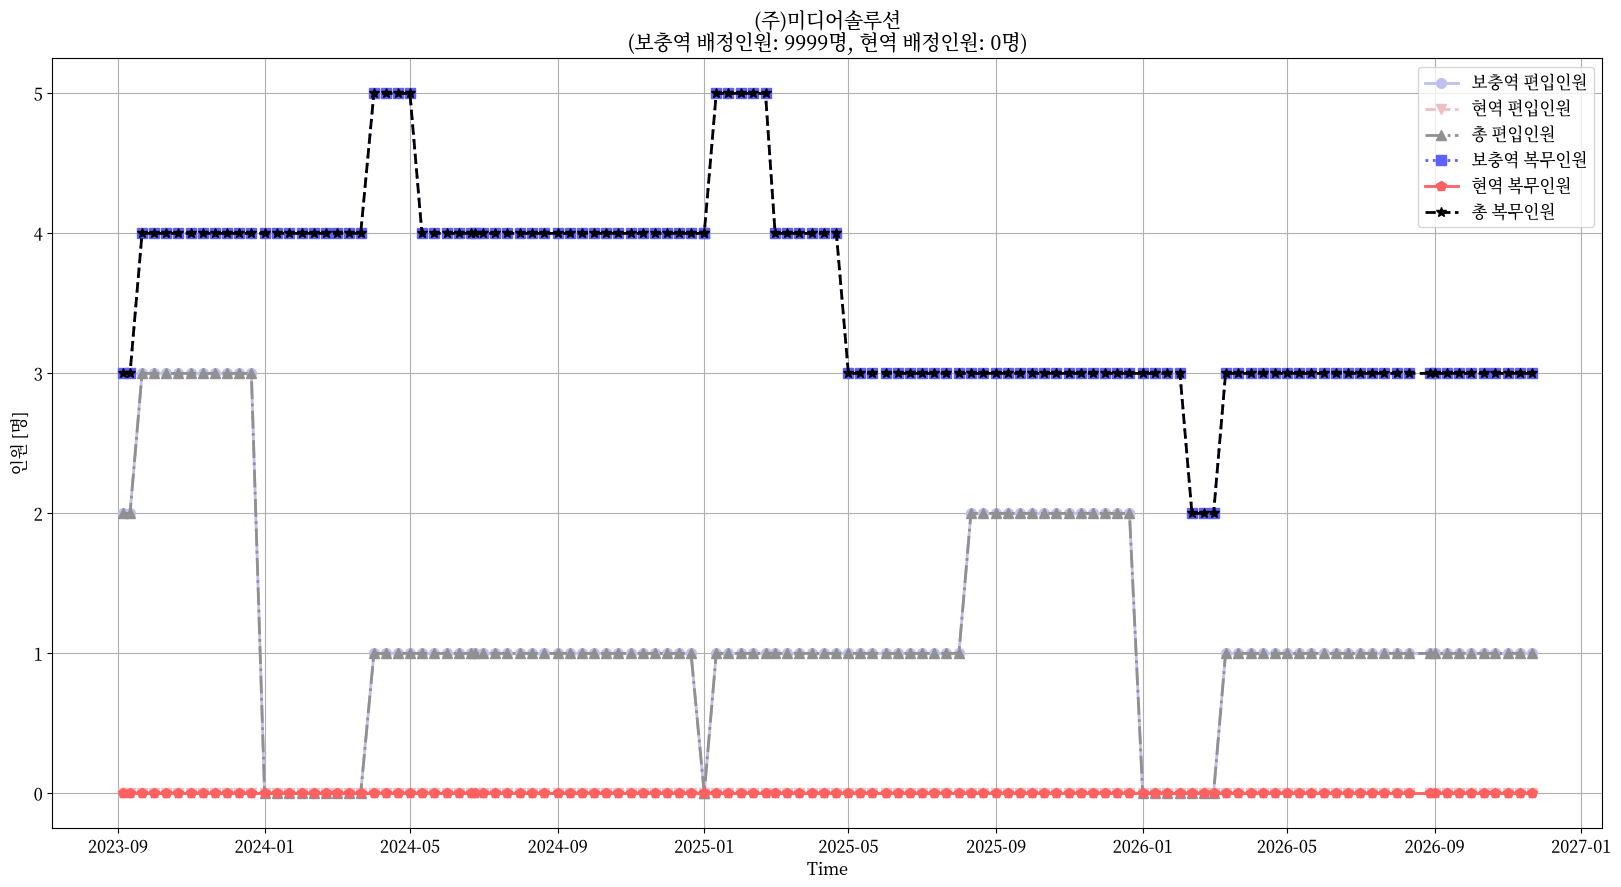 (주)미디어솔루션
(보충역 배정인원: 9999명, 현역 배정인원: 0명)
보충역 편입인원
현역 편입인원
총 편입인원
보충역 복무인원
현역 복무인원
총 복무인원
인원 [명]
5
4
3
2
1
0
2023-09
2024-01
2024-05
2024-09
2025-01
2025-05
2025-09
2026-01
2026-05
2026-09
2027-01
Time